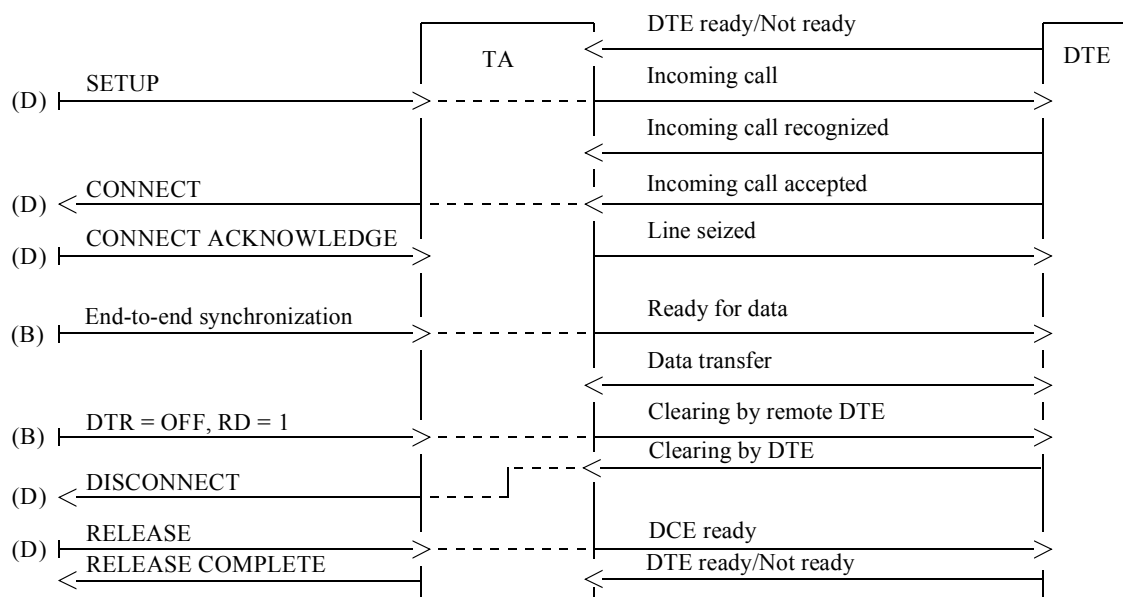 DTE ready/Not ready
TA
DTE
(D) SETUP
Incoming call
Incoming call recognized
(D) CONNECT
Incoming call accepted
(D) CONNECT ACKNOWLEDGE
Line seized
(B) End-to-end synchronization
Ready for data
Data transfer
(B) DTR = OFF, RD = 1
Clearing by remote DTE
Clearing by DTE
(D) DISCONNECT
(D) RELEASE
DCE ready
RELEASE COMPLETE
DTE ready/Not ready